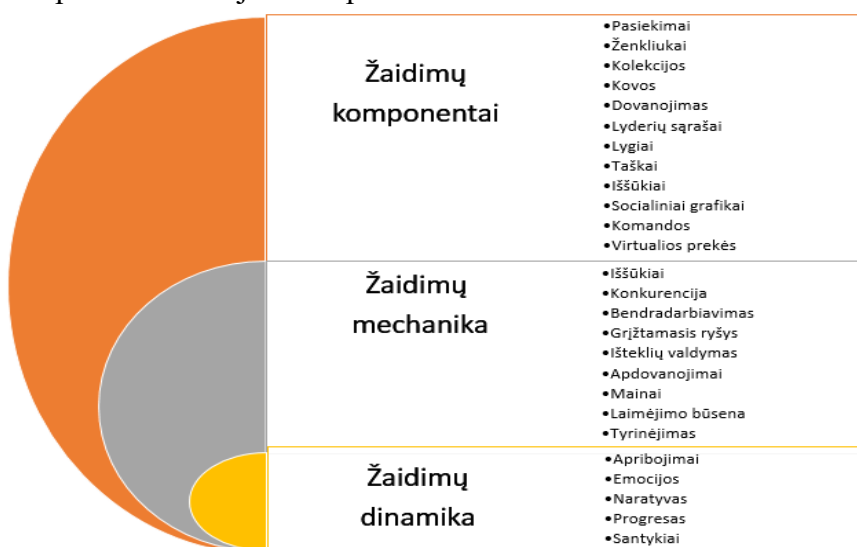 Žaidimų
komponentai
•Pasiekimai
•Ženkliukai
•Kolekcijos
•Kovos
•Dovanojimas
•Lyderių sąrašai
•Lygiai
•Taškai
•Iššūkiai
•Socialiniai grafikai
•Komandos
•Virtualios prekės
Žaidimų
mechanika
•Iššūkiai
•Konkurencija
•Bendradarbiavimas
•Grįžtamasis ryšys
•Išteklių valdymas
•Apdovanojimai
•Mainai
•Laimėjimo būsena
•Tyrinėjimas
Žaidimų
dinamika
•Apribojimai
•Emocijos
•Naratyvas
•Progresas
•Santykiai